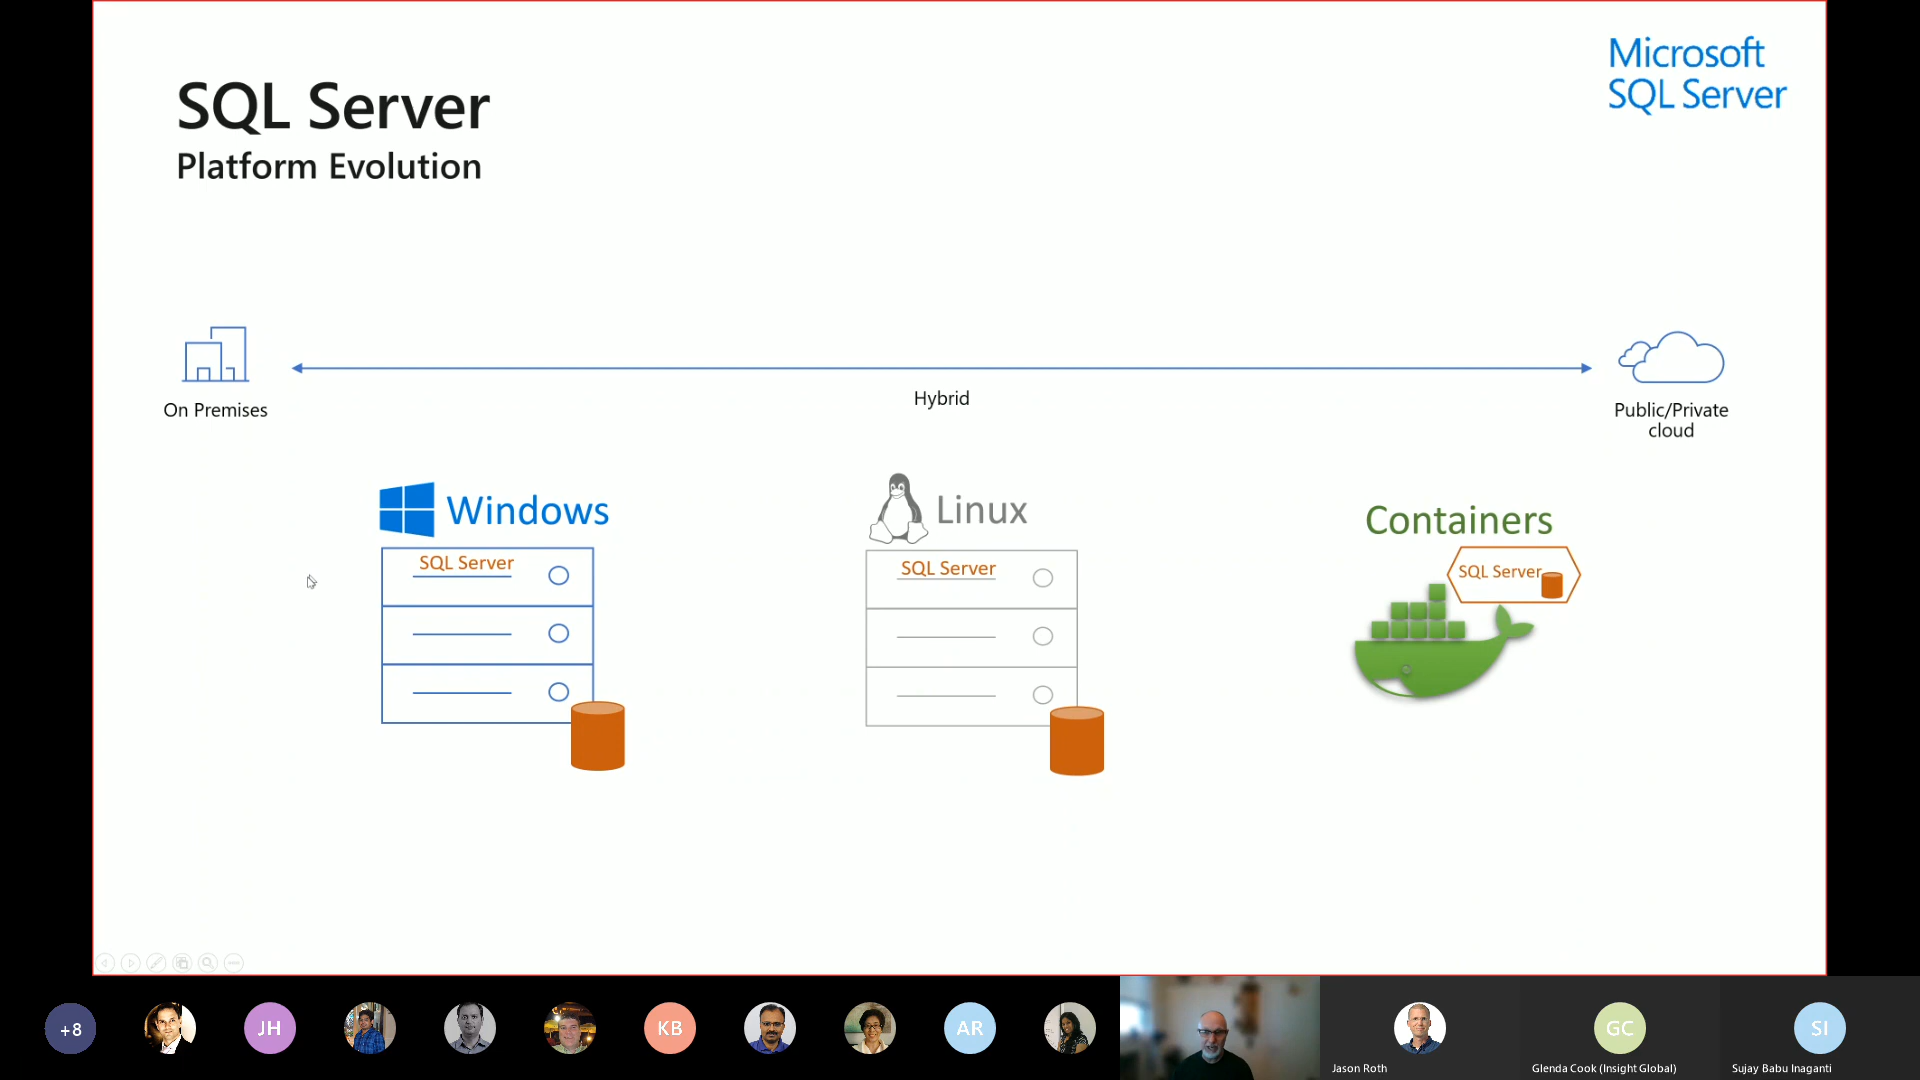 Microsoft
SQL Server
SQL Server
Platform Evolution
On Premises
Hybrid
Public/Private
cloud
Windows
SQL Server
Linux
SQL Server
Containers
SQL Server
+8
JH
KB
AR
Jason Roth
GC
Glenda Cook (Insight Global)
SI
Sujay Babu Inaganti